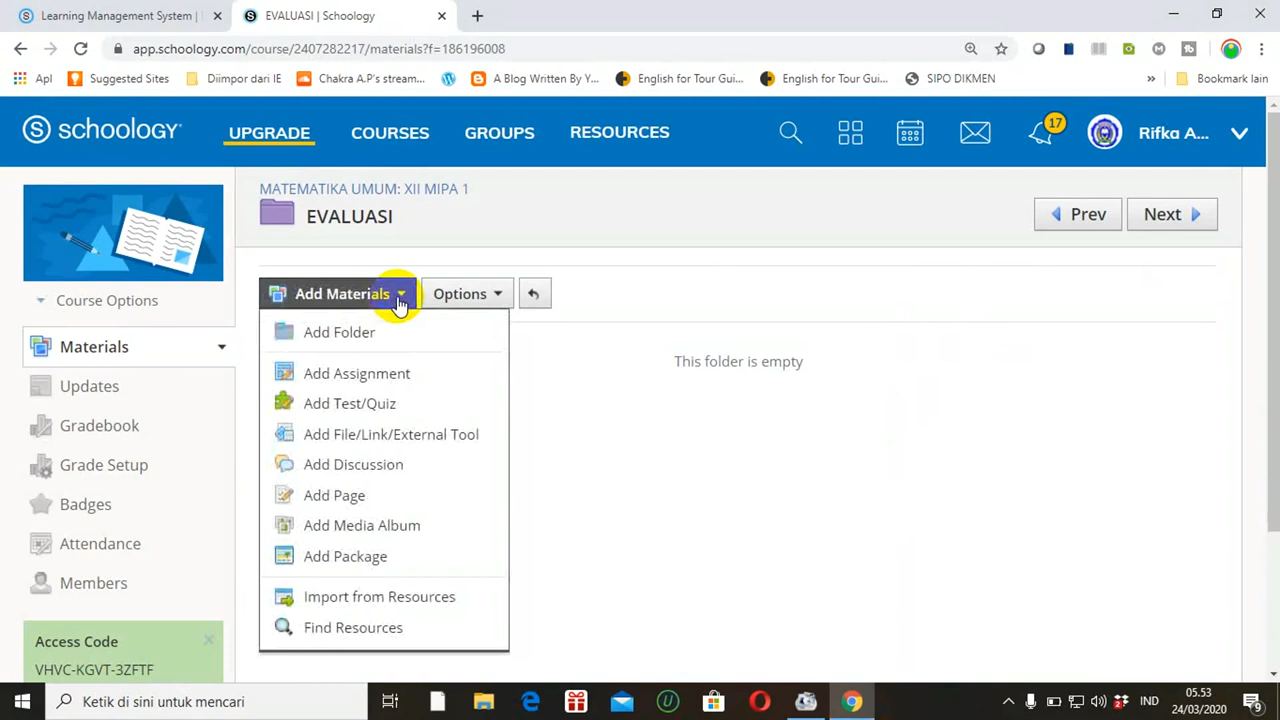 Learning Management System |
EVALUASI | Schoology
app.schoology.com/course/2407282217/materials?f=186196008
Apl
Suggested Sites
Diimpor dari IE
Chakra A.P's stream...
A Blog Written By Y...
English for Tour Gui...
English for Tour Gui...
SIPO DIKMEN
»
Bookmark lain
S schoology
UPGRADE
COURSES
GROUPS
RESOURCES
17
Rifka A...
MATEMATIKA UMUM: XII MIPA 1
EVALUASI
Prev
Next
Course Options
Materials
Updates
Gradebook
Grade Setup
Badges
Attendance
Members
Access Code
VHVC-KGVT-3ZFTF
Add Materials
Options
Add Folder
Add Assignment
Add Test/Quiz
Add File/Link/External Tool
Add Discussion
Add Page
Add Media Album
Add Package
Import from Resources
Find Resources
This folder is empty
Ketik di sini untuk mencari
IND
05.53
24/03/2020
9